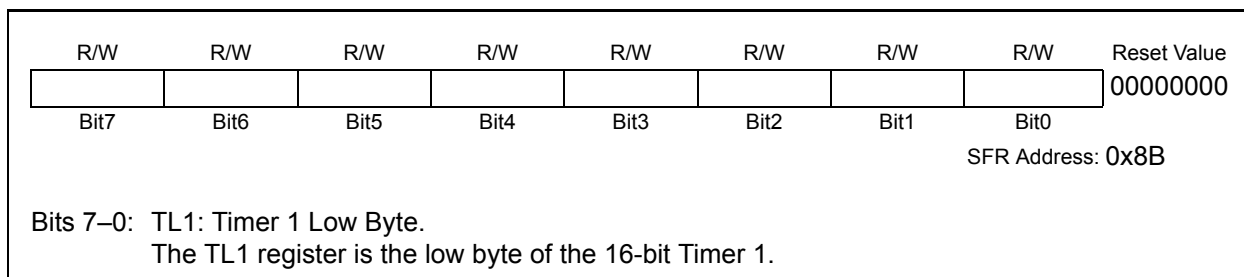 R/W R/W R/W R/W R/W R/W R/W R/W Reset Value
00000000
Bit7 Bit6 Bit5 Bit4 Bit3 Bit2 Bit1 Bit0
SFR Address: 0x8B
Bits 7–0: TL1: Timer 1 Low Byte.
The TL1 register is the low byte of the 16-bit Timer 1.